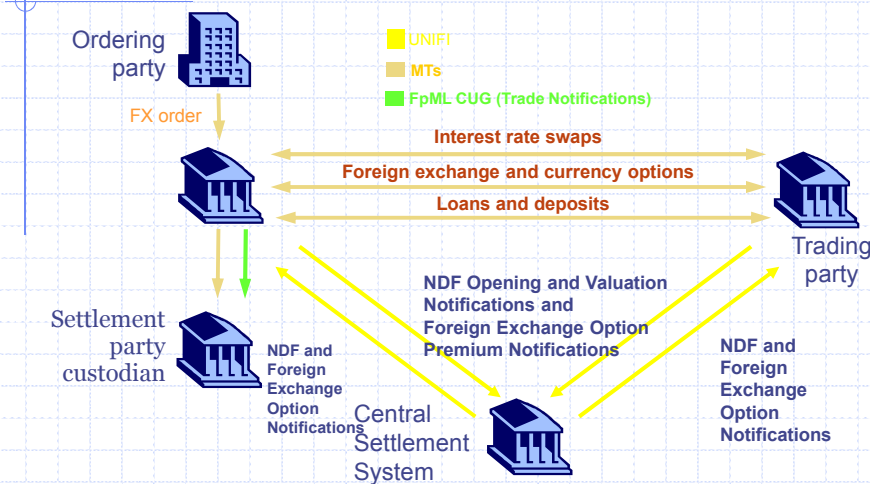 Ordering
party
UNIFI
MTs
FpML CUG (Trade Notifications)
FX order
Interest rate swaps
Foreign exchange and currency options
Loans and deposits
Trading
party
NDF Opening and Valuation
Notifications and
Foreign Exchange Option
Premium Notifications
Settlement
party
custodian
NDF and
Foreign
Exchange
Option
Notifications
Central
Settlement
System
NDF and
Foreign
Exchange
Option
Notifications